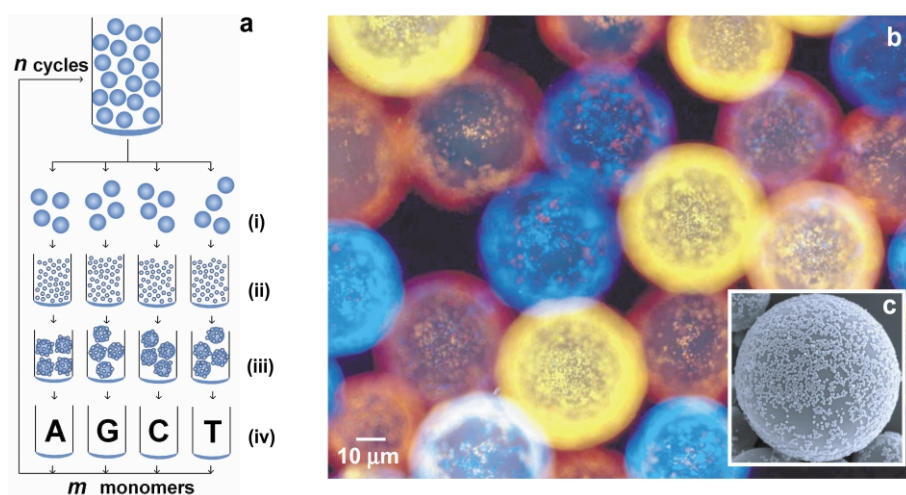 a
n cycles
(i)
(ii)
(iii)
A G C T
(iv)
m monomers
b
10 μm
c